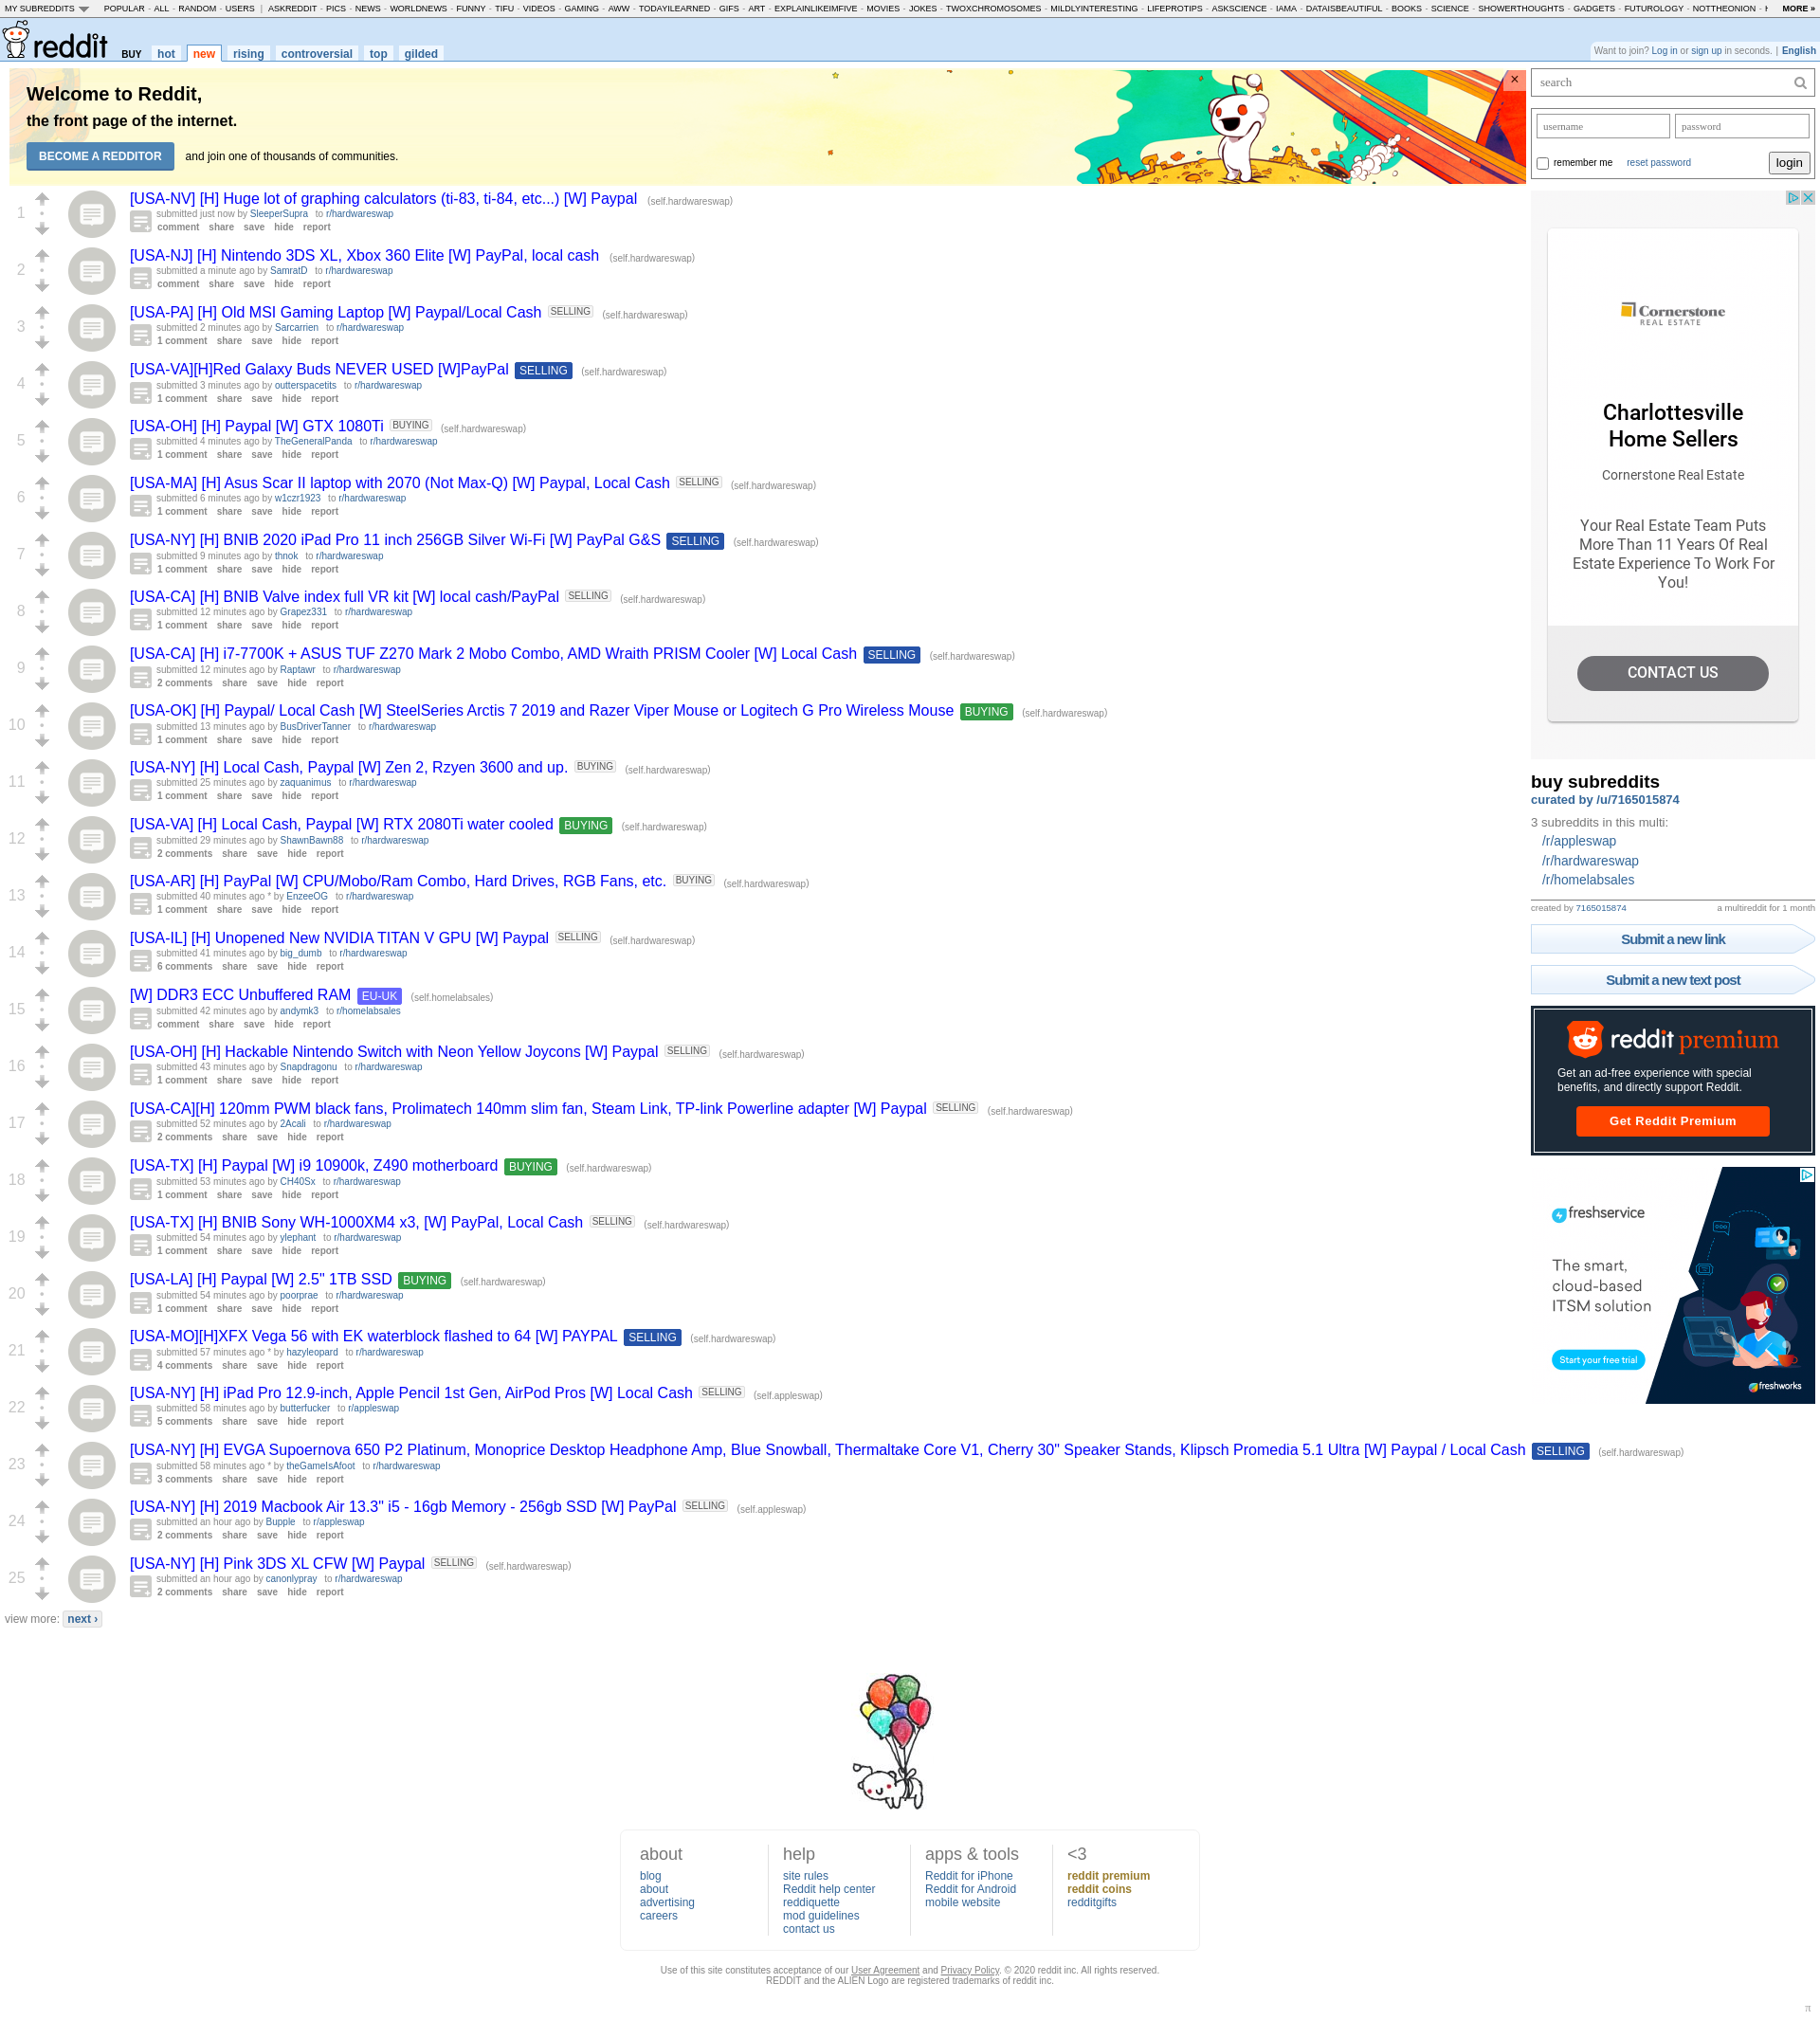 MY SUBREDDITS POPULAR - ALL - RANDOM - USERS | ASKREDDIT - PICS - NEWS - WORLDNEWS - FUNNY - TIFU - VIDEOS - GAMING - AWW - TODAYILEARNED - GIFS - ART - EXPLAINLIKEIMFIVE - MOVIES - JOKES - TWOXCHROMOSOMES - MILDLYINTERESTING - LIFEPROTIPS - ASKSCIENCE - IAMA - DATAISBEAUTIFUL - BOOKS - SCIENCE - SHOWERTHOUGHTS - GADGETS - FUTUROLOGY - NOTTHEONION - MORE »
reddit BUY hot new rising controversial top gilded
Want to join? Log in or sign up in seconds. | English
Welcome to Reddit,
the front page of the internet.
BECOME A REDDITOR and join one of thousands of communities.
×
1
[USA-NV] [H] Huge lot of graphing calculators (ti-83, ti-84, etc...) [W] Paypal (self.hardwareswap)
submitted just now by SleeperSupra to r/hardwareswap
comment share save hide report
2
[USA-NJ] [H] Nintendo 3DS XL, Xbox 360 Elite [W] PayPal, local cash (self.hardwareswap)
submitted a minute ago by SamratD to r/hardwareswap
comment share save hide report
3
[USA-PA] [H] Old MSI Gaming Laptop [W] Paypal/Local Cash SELLING (self.hardwareswap)
submitted 2 minutes ago by Sarcarrien to r/hardwareswap
1 comment share save hide report
4
[USA-VA][H]Red Galaxy Buds NEVER USED [W]PayPal SELLING (self.hardwareswap)
submitted 3 minutes ago by outterspacetits to r/hardwareswap
1 comment share save hide report
5
[USA-OH] [H] Paypal [W] GTX 1080Ti BUYING (self.hardwareswap)
submitted 4 minutes ago by TheGeneralPanda to r/hardwareswap
1 comment share save hide report
6
[USA-MA] [H] Asus Scar II laptop with 2070 (Not Max-Q) [W] Paypal, Local Cash SELLING (self.hardwareswap)
submitted 6 minutes ago by w1czr1923 to r/hardwareswap
1 comment share save hide report
7
[USA-NY] [H] BNIB 2020 iPad Pro 11 inch 256GB Silver Wi-Fi [W] PayPal G&S SELLING (self.hardwareswap)
submitted 9 minutes ago by thnok to r/hardwareswap
1 comment share save hide report
8
[USA-CA] [H] BNIB Valve index full VR kit [W] local cash/PayPal SELLING (self.hardwareswap)
submitted 12 minutes ago by Grapez331 to r/hardwareswap
1 comment share save hide report
9
[USA-CA] [H] i7-7700K + ASUS TUF Z270 Mark 2 Mobo Combo, AMD Wraith PRISM Cooler [W] Local Cash SELLING (self.hardwareswap)
submitted 12 minutes ago by Raptawr to r/hardwareswap
2 comments share save hide report
10
[USA-OK] [H] Paypal/ Local Cash [W] SteelSeries Arctis 7 2019 and Razer Viper Mouse or Logitech G Pro Wireless Mouse BUYING (self.hardwareswap)
submitted 13 minutes ago by BusDriverTanner to r/hardwareswap
1 comment share save hide report
11
[USA-NY] [H] Local Cash, Paypal [W] Zen 2, Rzyen 3600 and up. BUYING (self.hardwareswap)
submitted 25 minutes ago by zaquanimus to r/hardwareswap
1 comment share save hide report
12
[USA-VA] [H] Local Cash, Paypal [W] RTX 2080Ti water cooled BUYING (self.hardwareswap)
submitted 29 minutes ago by ShawnBawn88 to r/hardwareswap
2 comments share save hide report
13
[USA-AR] [H] PayPal [W] CPU/Mobo/Ram Combo, Hard Drives, RGB Fans, etc. BUYING (self.hardwareswap)
submitted 40 minutes ago * by EnzeeOG to r/hardwareswap
1 comment share save hide report
14
[USA-IL] [H] Unopened New NVIDIA TITAN V GPU [W] Paypal SELLING (self.hardwareswap)
submitted 41 minutes ago by big_dumb to r/hardwareswap
6 comments share save hide report
15
[W] DDR3 ECC Unbuffered RAM EU-UK (self.homelabsales)
submitted 42 minutes ago by andymk3 to r/homelabsales
comment share save hide report
16
[USA-OH] [H] Hackable Nintendo Switch with Neon Yellow Joycons [W] Paypal SELLING (self.hardwareswap)
submitted 43 minutes ago by Snapdragonu to r/hardwareswap
1 comment share save hide report
17
[USA-CA][H] 120mm PWM black fans, Prolimatech 140mm slim fan, Steam Link, TP-link Powerline adapter [W] Paypal SELLING (self.hardwareswap)
submitted 52 minutes ago by 2Acali to r/hardwareswap
2 comments share save hide report
18
[USA-TX] [H] Paypal [W] i9 10900k, Z490 motherboard BUYING (self.hardwareswap)
submitted 53 minutes ago by CH40Sx to r/hardwareswap
1 comment share save hide report
19
[USA-TX] [H] BNIB Sony WH-1000XM4 x3, [W] PayPal, Local Cash SELLING (self.hardwareswap)
submitted 54 minutes ago by ylephant to r/hardwareswap
1 comment share save hide report
20
[USA-LA] [H] Paypal [W] 2.5" 1TB SSD BUYING (self.hardwareswap)
submitted 54 minutes ago by poorprae to r/hardwareswap
1 comment share save hide report
21
[USA-MO][H]XFX Vega 56 with EK waterblock flashed to 64 [W] PAYPAL SELLING (self.hardwareswap)
submitted 57 minutes ago * by hazyleopard to r/hardwareswap
4 comments share save hide report
22
[USA-NY] [H] iPad Pro 12.9-inch, Apple Pencil 1st Gen, AirPod Pros [W] Local Cash SELLING (self.appleswap)
submitted 58 minutes ago by butterfucker to r/appleswap
5 comments share save hide report
23
[USA-NY] [H] EVGA Supoernova 650 P2 Platinum, Monoprice Desktop Headphone Amp, Blue Snowball, Thermaltake Core V1, Cherry 30" Speaker Stands, Klipsch Promedia 5.1 Ultra [W] Paypal / Local Cash SELLING (self.hardwareswap)
submitted 58 minutes ago * by theGameIsAfoot to r/hardwareswap
3 comments share save hide report
24
[USA-NY] [H] 2019 Macbook Air 13.3" i5 - 16gb Memory - 256gb SSD [W] PayPal SELLING (self.appleswap)
submitted an hour ago by Bupple to r/appleswap
2 comments share save hide report
25
[USA-NY] [H] Pink 3DS XL CFW [W] Paypal SELLING (self.hardwareswap)
submitted an hour ago by canonlypray to r/hardwareswap
2 comments share save hide report
view more: next ›
search
username password
remember me reset password login
Cornerstone
REAL ESTATE
Charlottesville
Home Sellers
Cornerstone Real Estate
Your Real Estate Team Puts
More Than 11 Years Of Real
Estate Experience To Work For
You!
CONTACT US
buy subreddits
curated by /u/7165015874
3 subreddits in this multi:
/r/appleswap
/r/hardwareswap
/r/homelabsales
created by 7165015874 a multireddit for 1 month
Submit a new link
Submit a new text post
reddit premium
Get an ad-free experience with special
benefits, and directly support Reddit.
Get Reddit Premium
freshservice
The smart,
cloud-based
ITSM solution
Start your free trial
freshworks
about
blog
about
advertising
careers
help
site rules
Reddit help center
reddiquette
mod guidelines
contact us
apps & tools
Reddit for iPhone
Reddit for Android
mobile website
<3
reddit premium
reddit coins
redditgifts
Use of this site constitutes acceptance of our User Agreement and Privacy Policy. © 2020 reddit inc. All rights reserved.
REDDIT and the ALIEN Logo are registered trademarks of reddit inc.
π